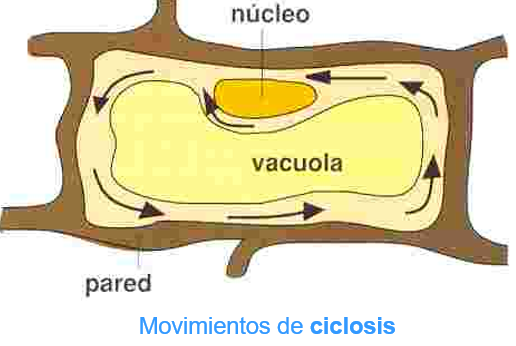 núcleo
vacuola
pared
Movimientos de ciclosis